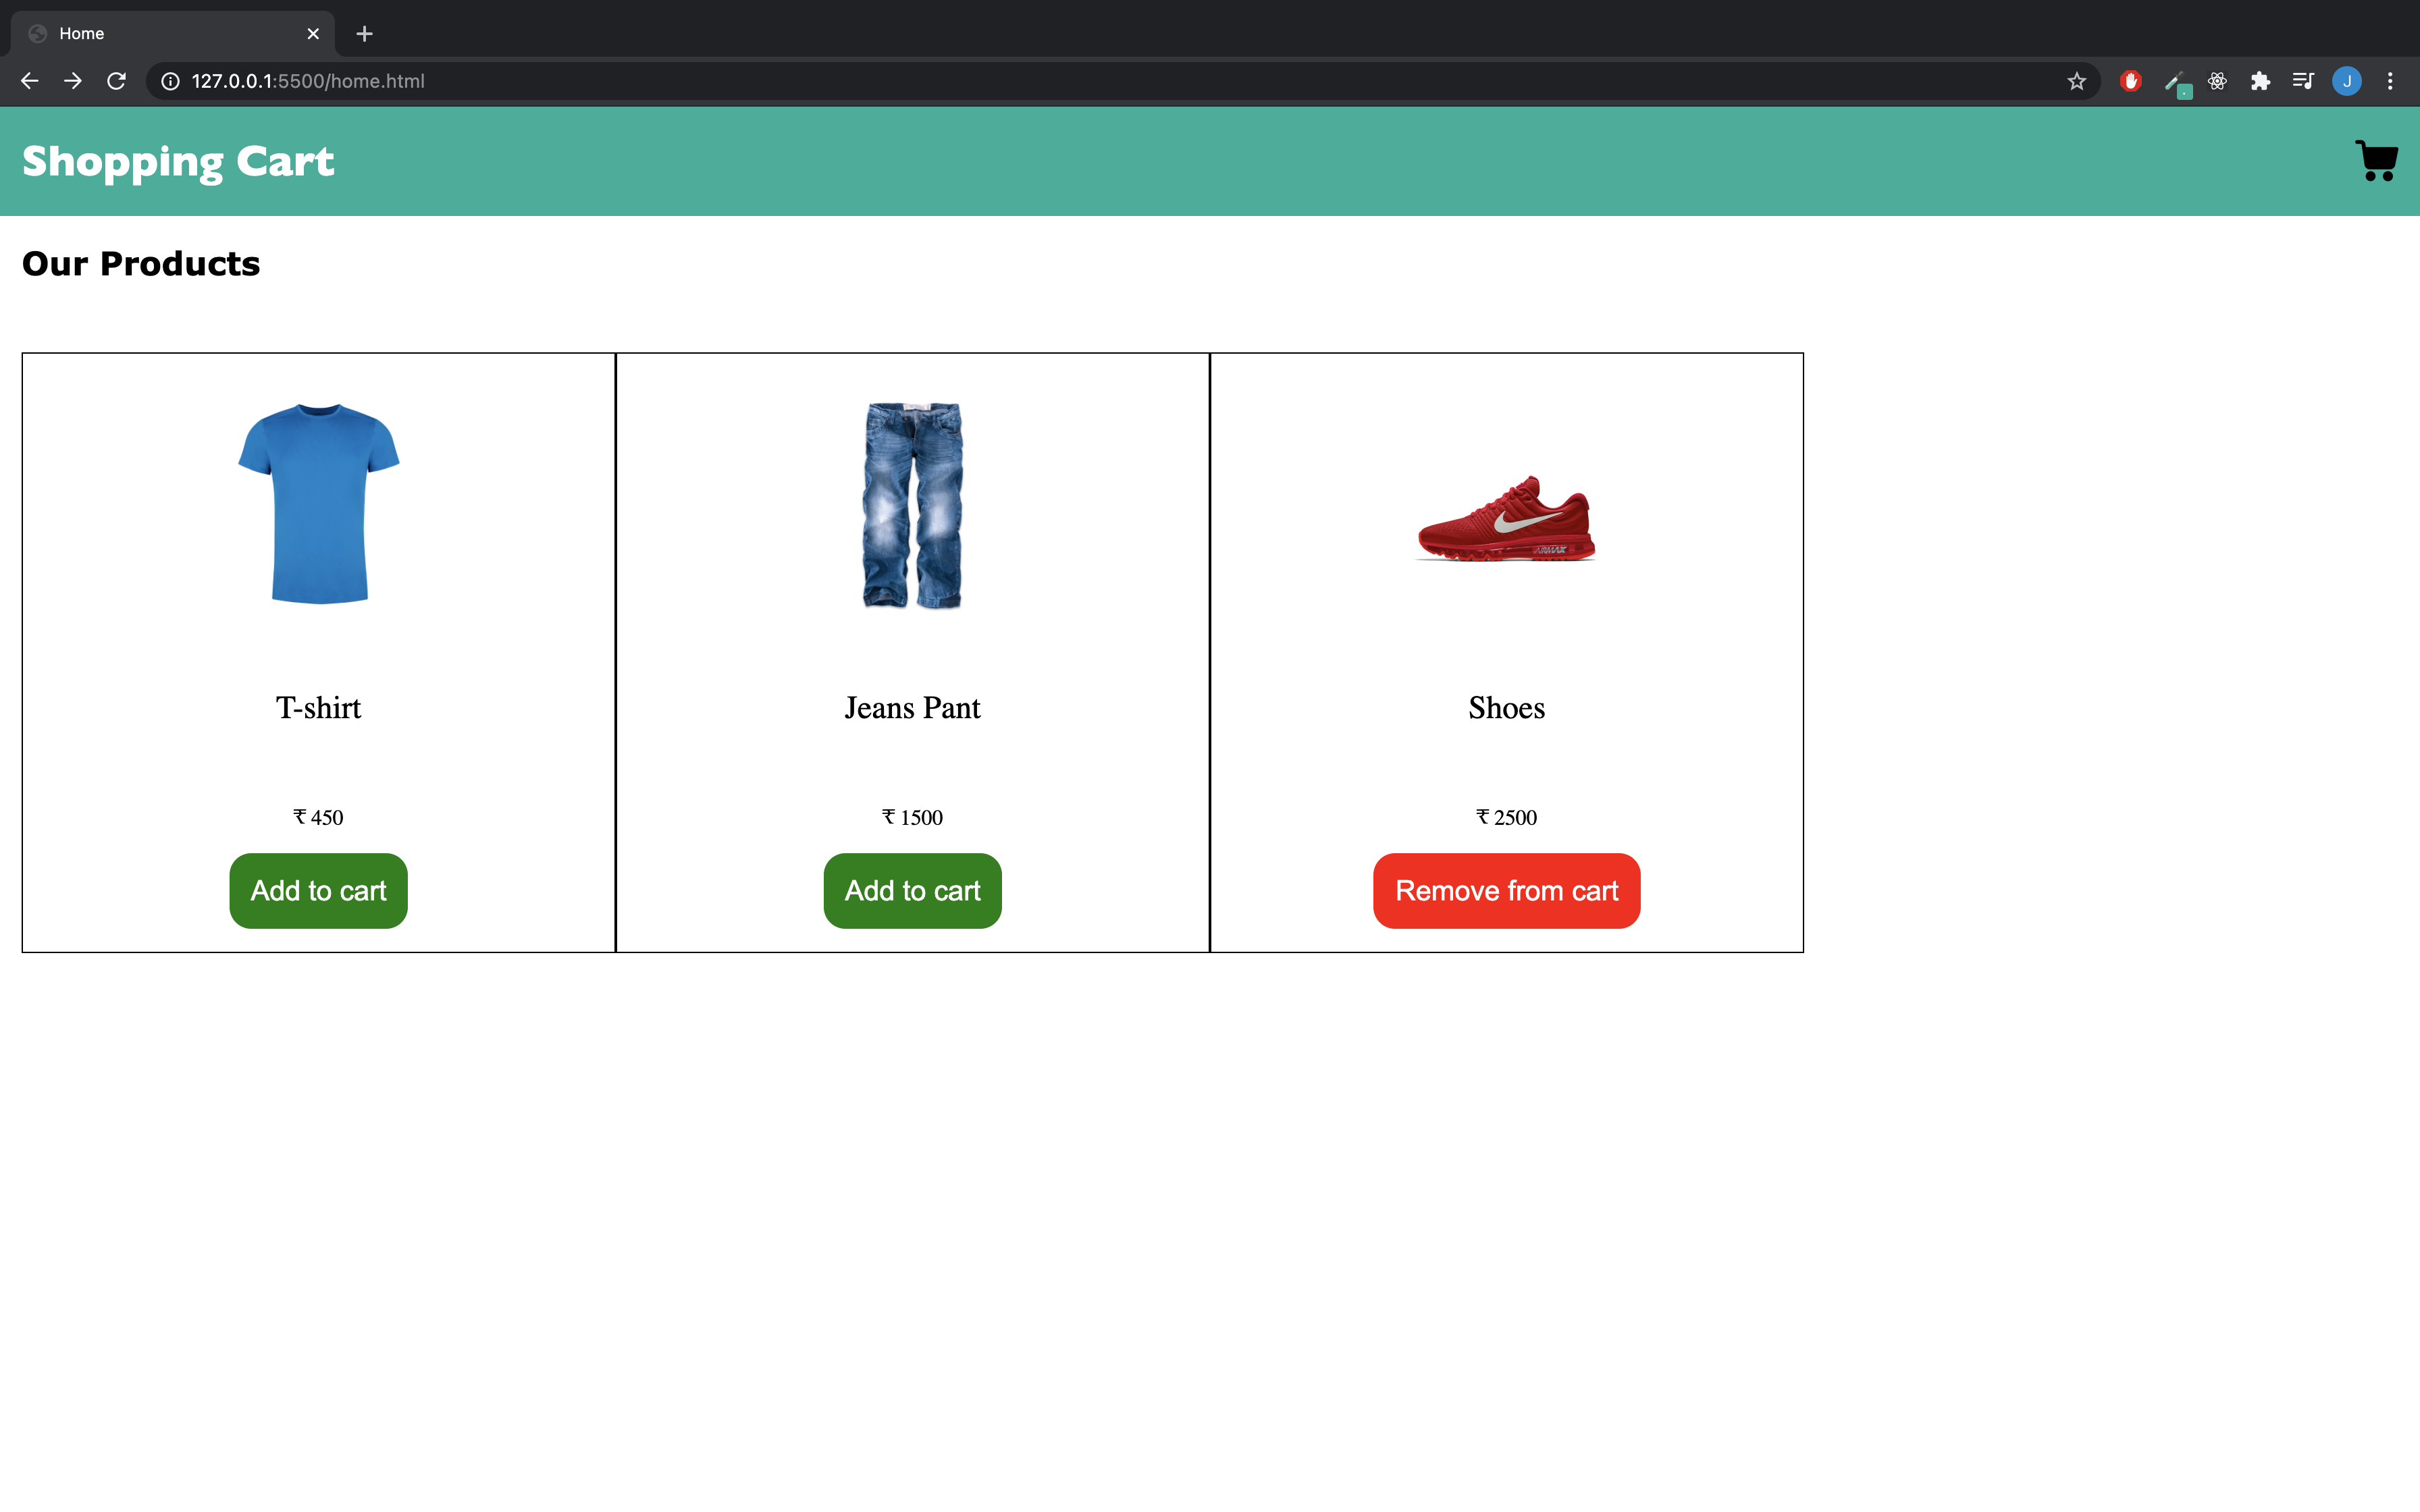 Home
127.0.0.1:5500/home.html
J
Shopping Cart
Our Products
AIRMAX
T-shirt
Jeans Pant
Shoes
₹ 450
₹ 1500
₹ 2500
Add to cart
Add to cart
Remove from cart